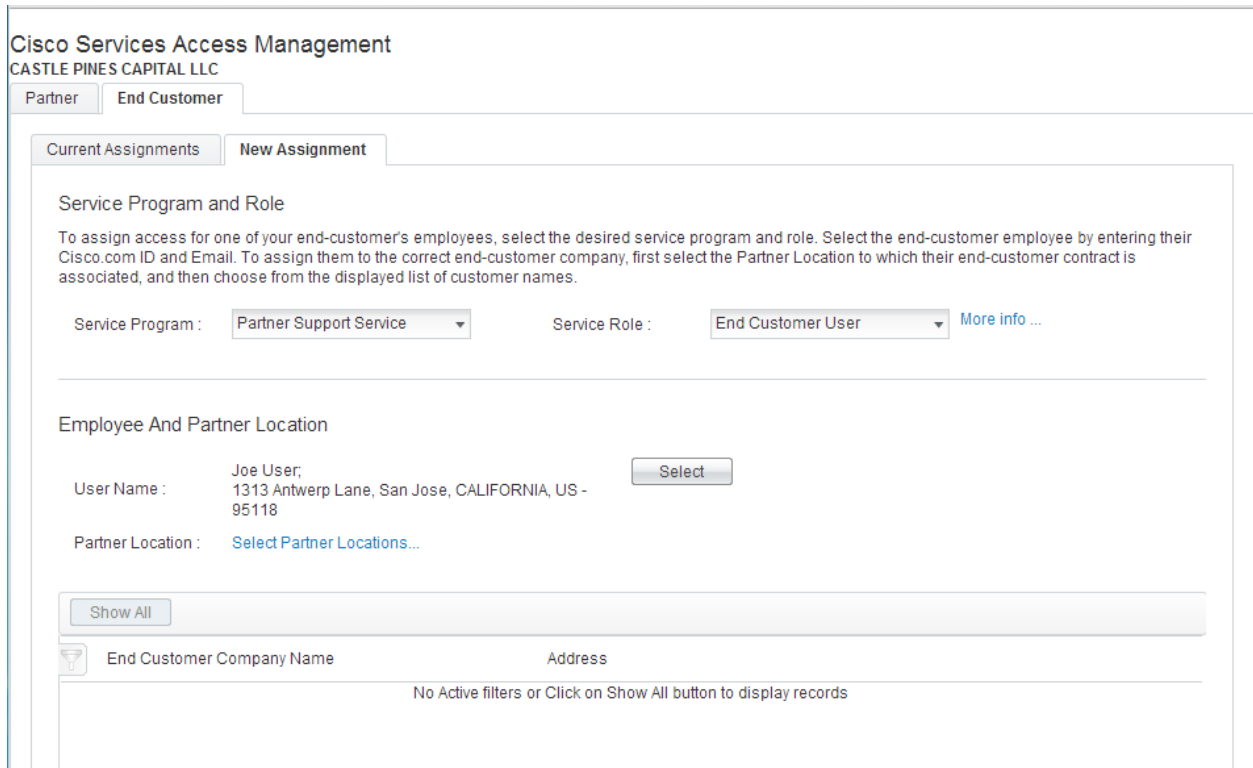 Cisco Services Access Management
CASTLE PINES CAPITAL LLC
Partner End Customer
Current Assignments New Assignment
Service Program and Role
To assign access for one of your end-customer's employees, select the desired service program and role. Select the end-customer employee by entering their
Cisco.com ID and Email. To assign them to the correct end-customer company, first select the Partner Location to which their end-customer contract is
associated, and then choose from the displayed list of customer names.
Service Program : Partner Support Service Service Role : End Customer User More info ...
Employee And Partner Location
Joe User;
User Name : 1313 Antwerp Lane, San Jose, CALIFORNIA, US - Select
95118
Partner Location : Select Partner Locations...
Show All
End Customer Company Name Address
No Active filters or Click on Show All button to display records